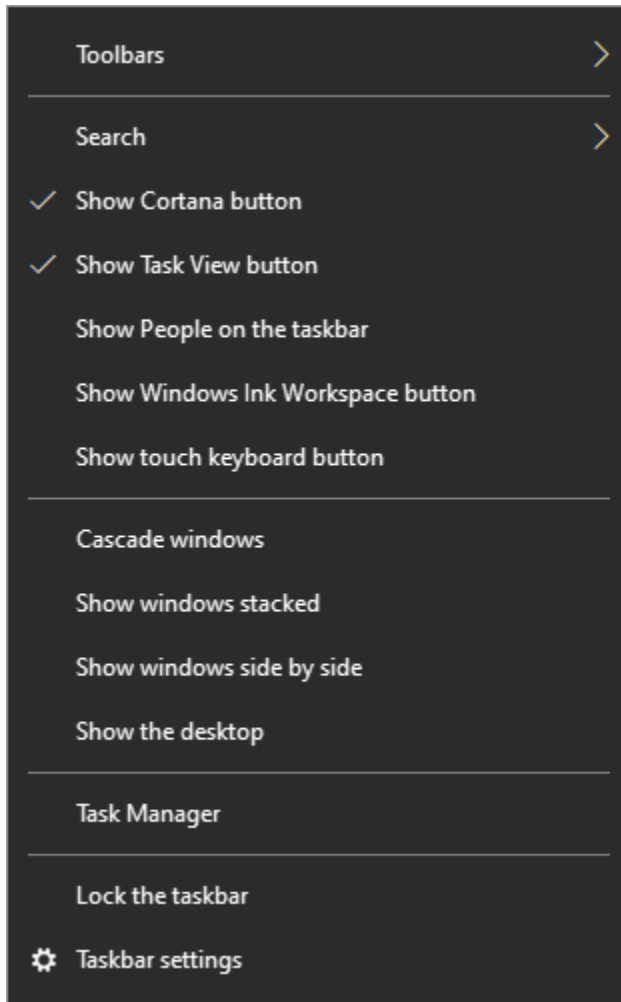 Toolbars
Search
Show Cortana button
Show Task View button
Show People on the taskbar
Show Windows Ink Workspace button
Show touch keyboard button
Cascade windows
Show windows stacked
Show windows side by side
Show the desktop
Task Manager
Lock the taskbar
Taskbar settings